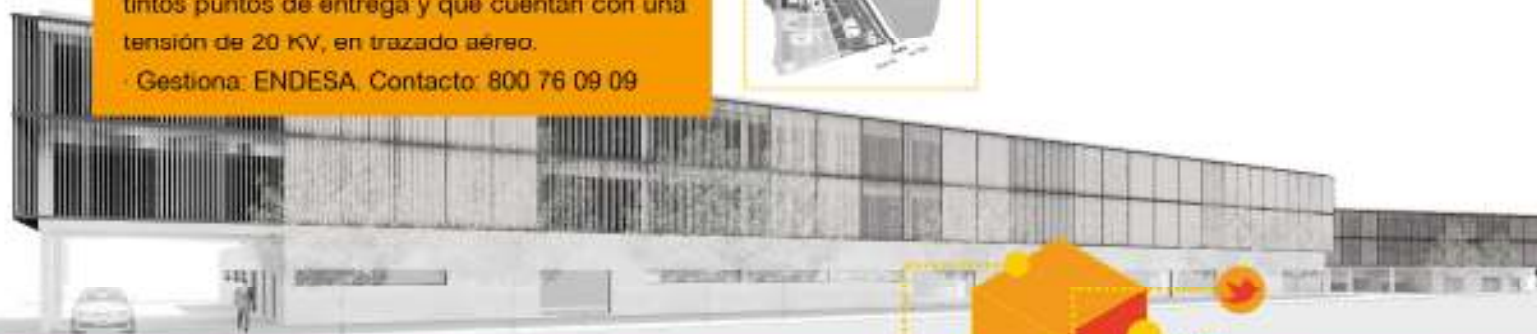 tintos puntos de entrega y que cuentan con una
tensión de 20 KV, en trazado aéreo.
· Gestiona: ENDESA. Contacto: 800 76 09 09